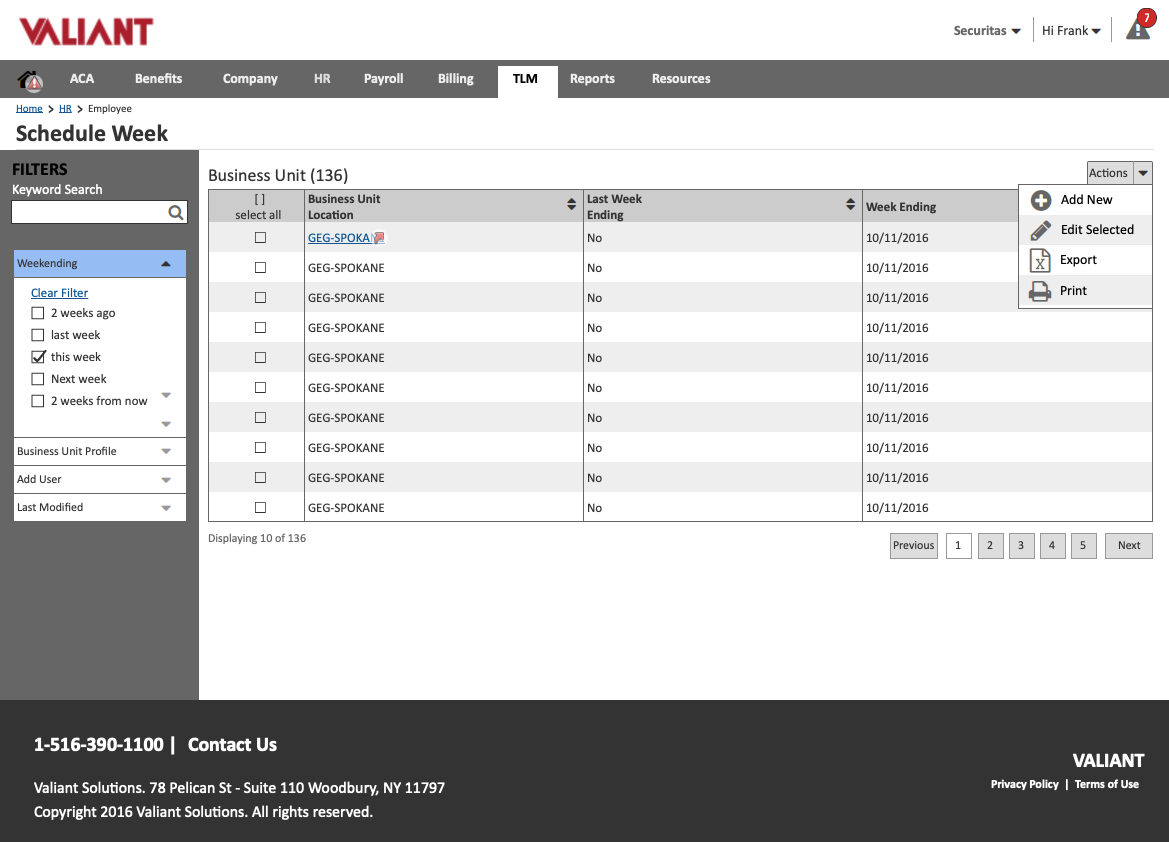 VALIANT
Securitas
Hi Frank
7
ACA Benefits Company HR Payroll Billing TLM Reports Resources
Home > HR > Employee
Schedule Week
FILTERS
Keyword Search
Weekending
Clear Filter
2 weeks ago
last week
this week
Next week
2 weeks from now
Business Unit Profile
Add User
Last Modified
Business Unit (136)
Actions
Add New
Edit Selected
Export
Print
[ ]
select all
Business Unit
Location
Last Week
Ending
Week Ending
GEG-SPOKA No 10/11/2016
GEG-SPOKANE No 10/11/2016
GEG-SPOKANE No 10/11/2016
GEG-SPOKANE No 10/11/2016
GEG-SPOKANE No 10/11/2016
GEG-SPOKANE No 10/11/2016
GEG-SPOKANE No 10/11/2016
GEG-SPOKANE No 10/11/2016
GEG-SPOKANE No 10/11/2016
GEG-SPOKANE No 10/11/2016
Displaying 10 of 136
Previous 1 2 3 4 5 Next
1-516-390-1100 | Contact Us
Valiant Solutions. 78 Pelican St - Suite 110 Woodbury, NY 11797
Copyright 2016 Valiant Solutions. All rights reserved.
VALIANT
Privacy Policy | Terms of Use